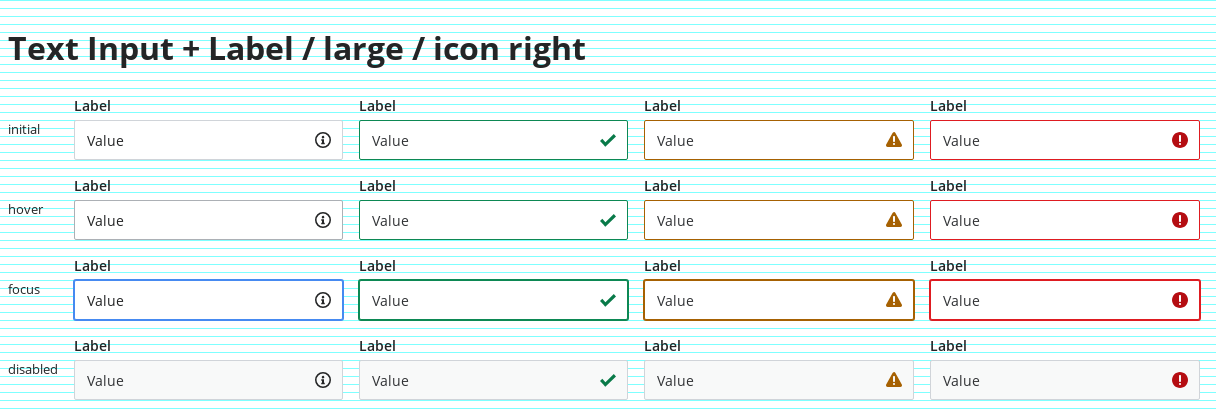 Text Input + Label / large / icon right
Label Label Label Label
initial Value Value Value Value
Label Label Label Label
hover Value Value Value Value
Label Label Label Label
focus Value Value Value Value
Label Label Label Label
disabled Value Value Value Value